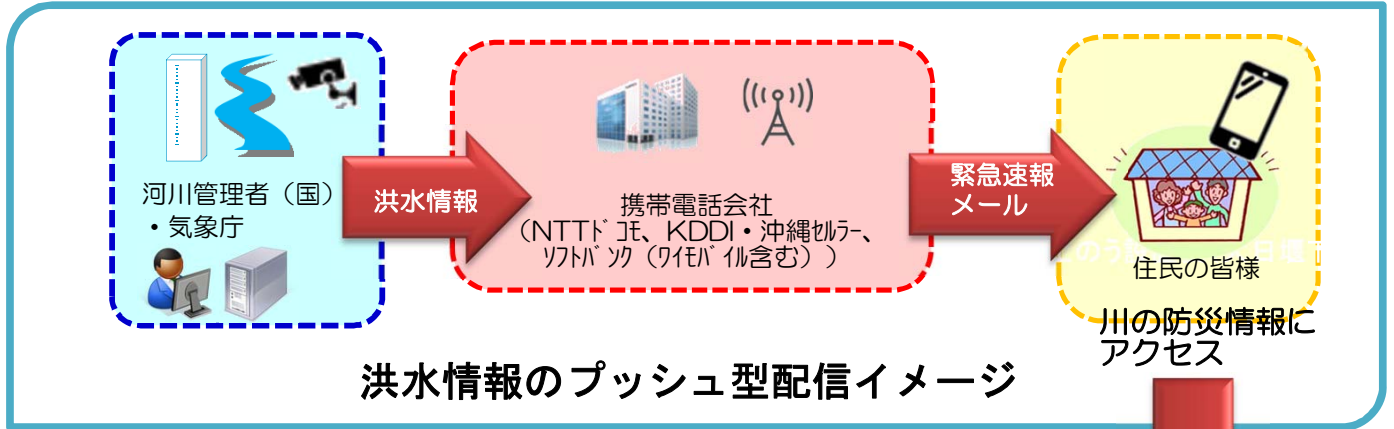 河川管理者（国）
・気象庁
洪水情報
携帯電話会社
（NTTﾄﾞｺﾓ、KDDI・沖縄ｾﾙﾗｰ、
ｿﾌﾄﾊﾞﾝｸ（ﾜｲﾓﾊﾞｲﾙ含む））
緊急速報
メール
住民の皆様
川の防災情報に
アクセス
洪水情報のプッシュ型配信イメージ